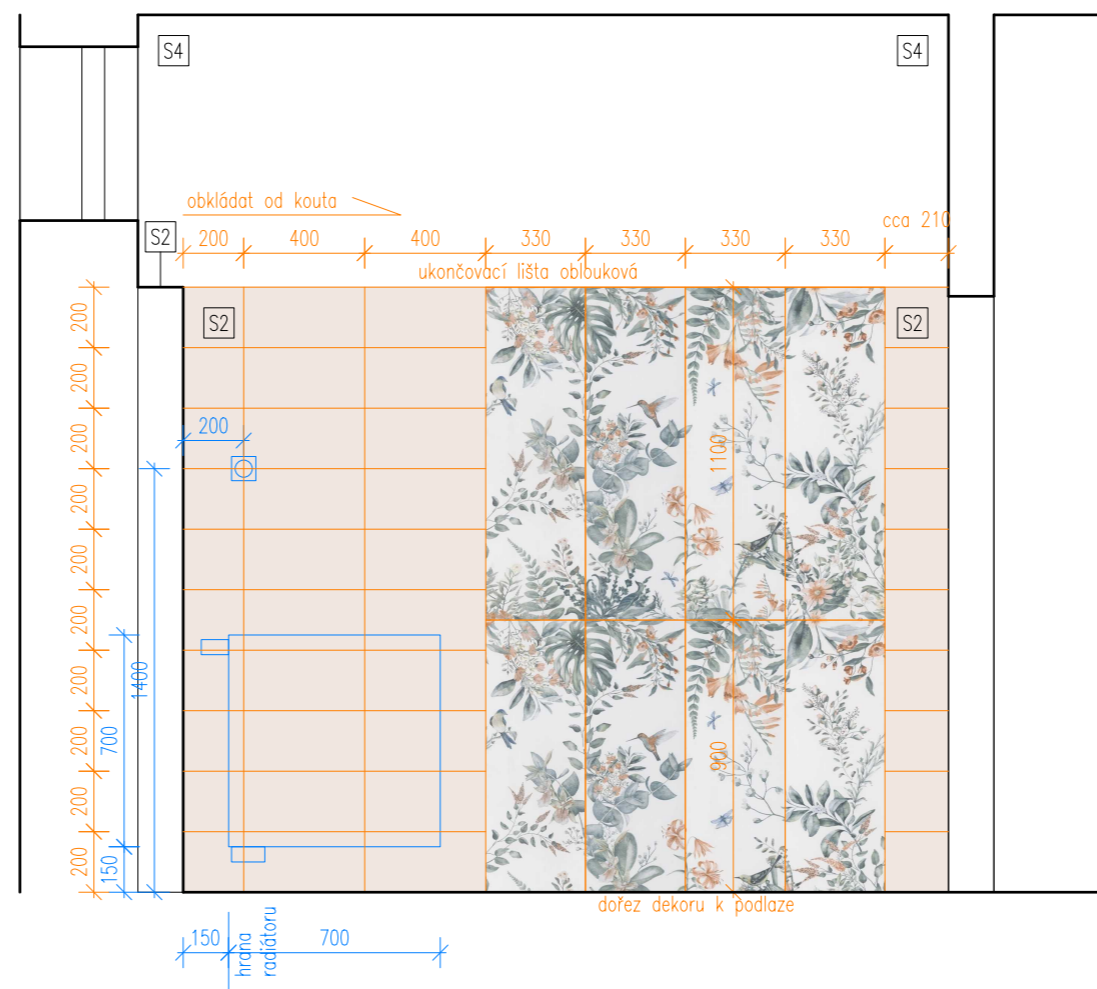 S4
S4
obkládat od kouta
S2
200
400
400
330
330
330
330
cca 210
ukončovací lišta oblouková
S2
S2
200
200
200
200
200
200
200
200
200
200
200
1400
700
150
1100
900
dořez dekoru k podlaze
150
hrana
radiátoru
700